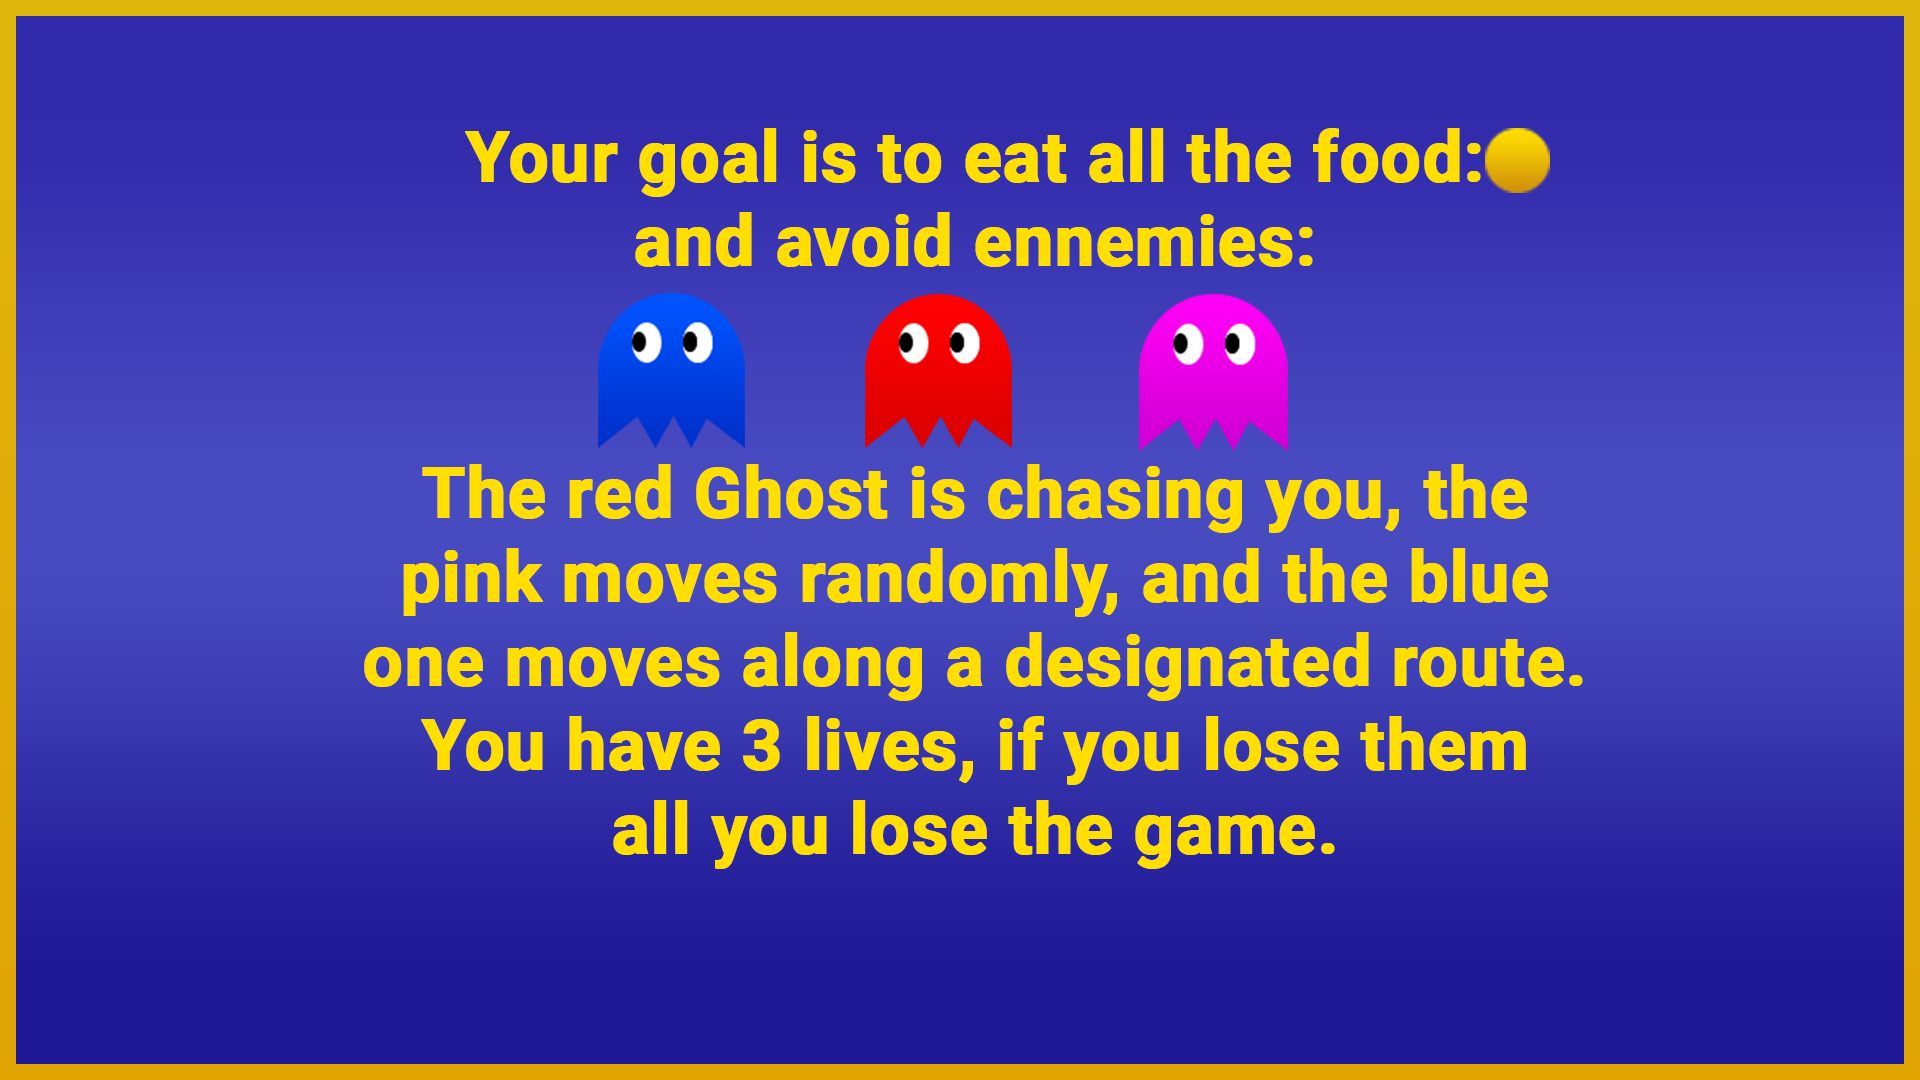 Your goal is to eat all the food:
and avoid ennemies:
The red Ghost is chasing you, the
pink moves randomly, and the blue
one moves along a designated route.
You have 3 lives, if you lose them
all you lose the game.